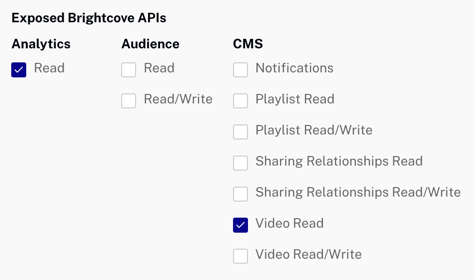 Exposed Brightcove APIs
Analytics
Read
Audience
Read
Read/Write
CMS
Notifications
Playlist Read
Playlist Read/Write
Sharing Relationships Read
Sharing Relationships Read/Write
Video Read
Video Read/Write